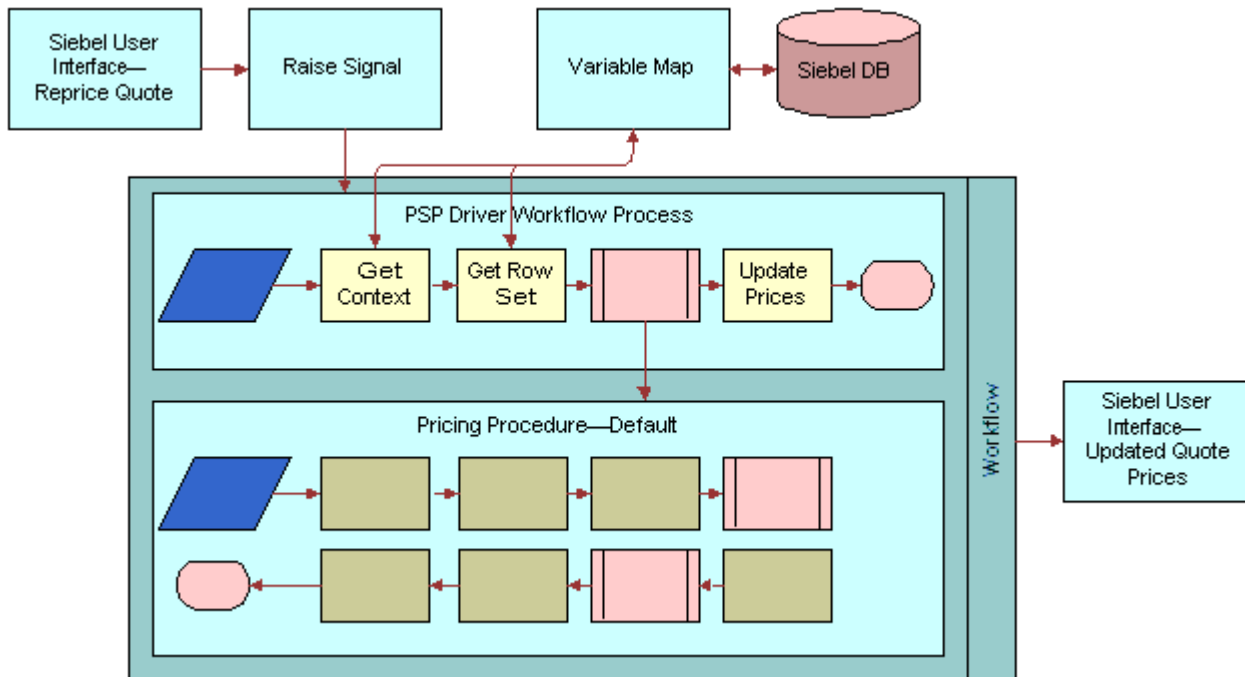 Siebel User
Interface—
Reprice Quote
Raise Signal
Variable Map
Siebel DB
PSP Driver Workflow Process
Get
Context
Get Row
Set
Update
Prices
Pricing Procedure—Default
Workflow
Siebel User
Interface—
Updated Quote
Prices